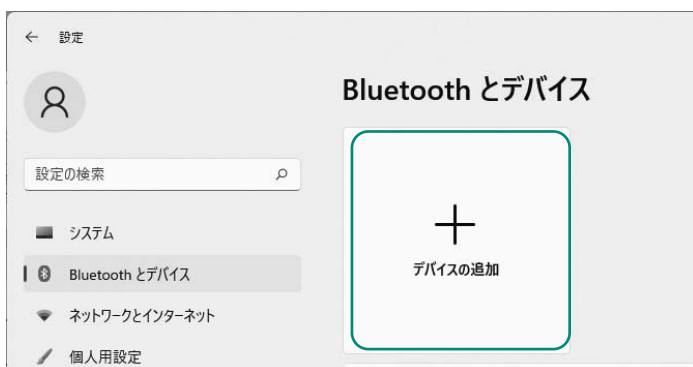 設定
Bluetooth とデバイス
設定の検索
システム
Bluetooth とデバイス
ネットワークとインターネット
個人用設定
デバイスの追加